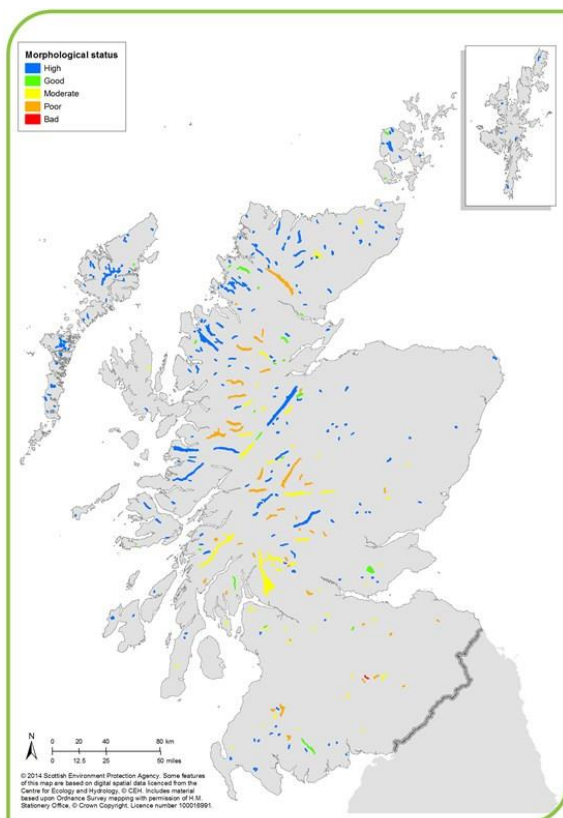 Morphological status
High
Good
Moderate
Poor
Bad
N
0 20 40 80 km
0 12.5 25 50 miles
© 2014 Scottish Environment Protection Agency. Some features
of this map are based on digital spatial data licenced from the
Centre for Ecology and Hydrology, © CEH. Includes material
based upon Ordnance Survey mapping with permission of H.M.
Stationery Office, © Crown Copyright. Licence number 100016991.